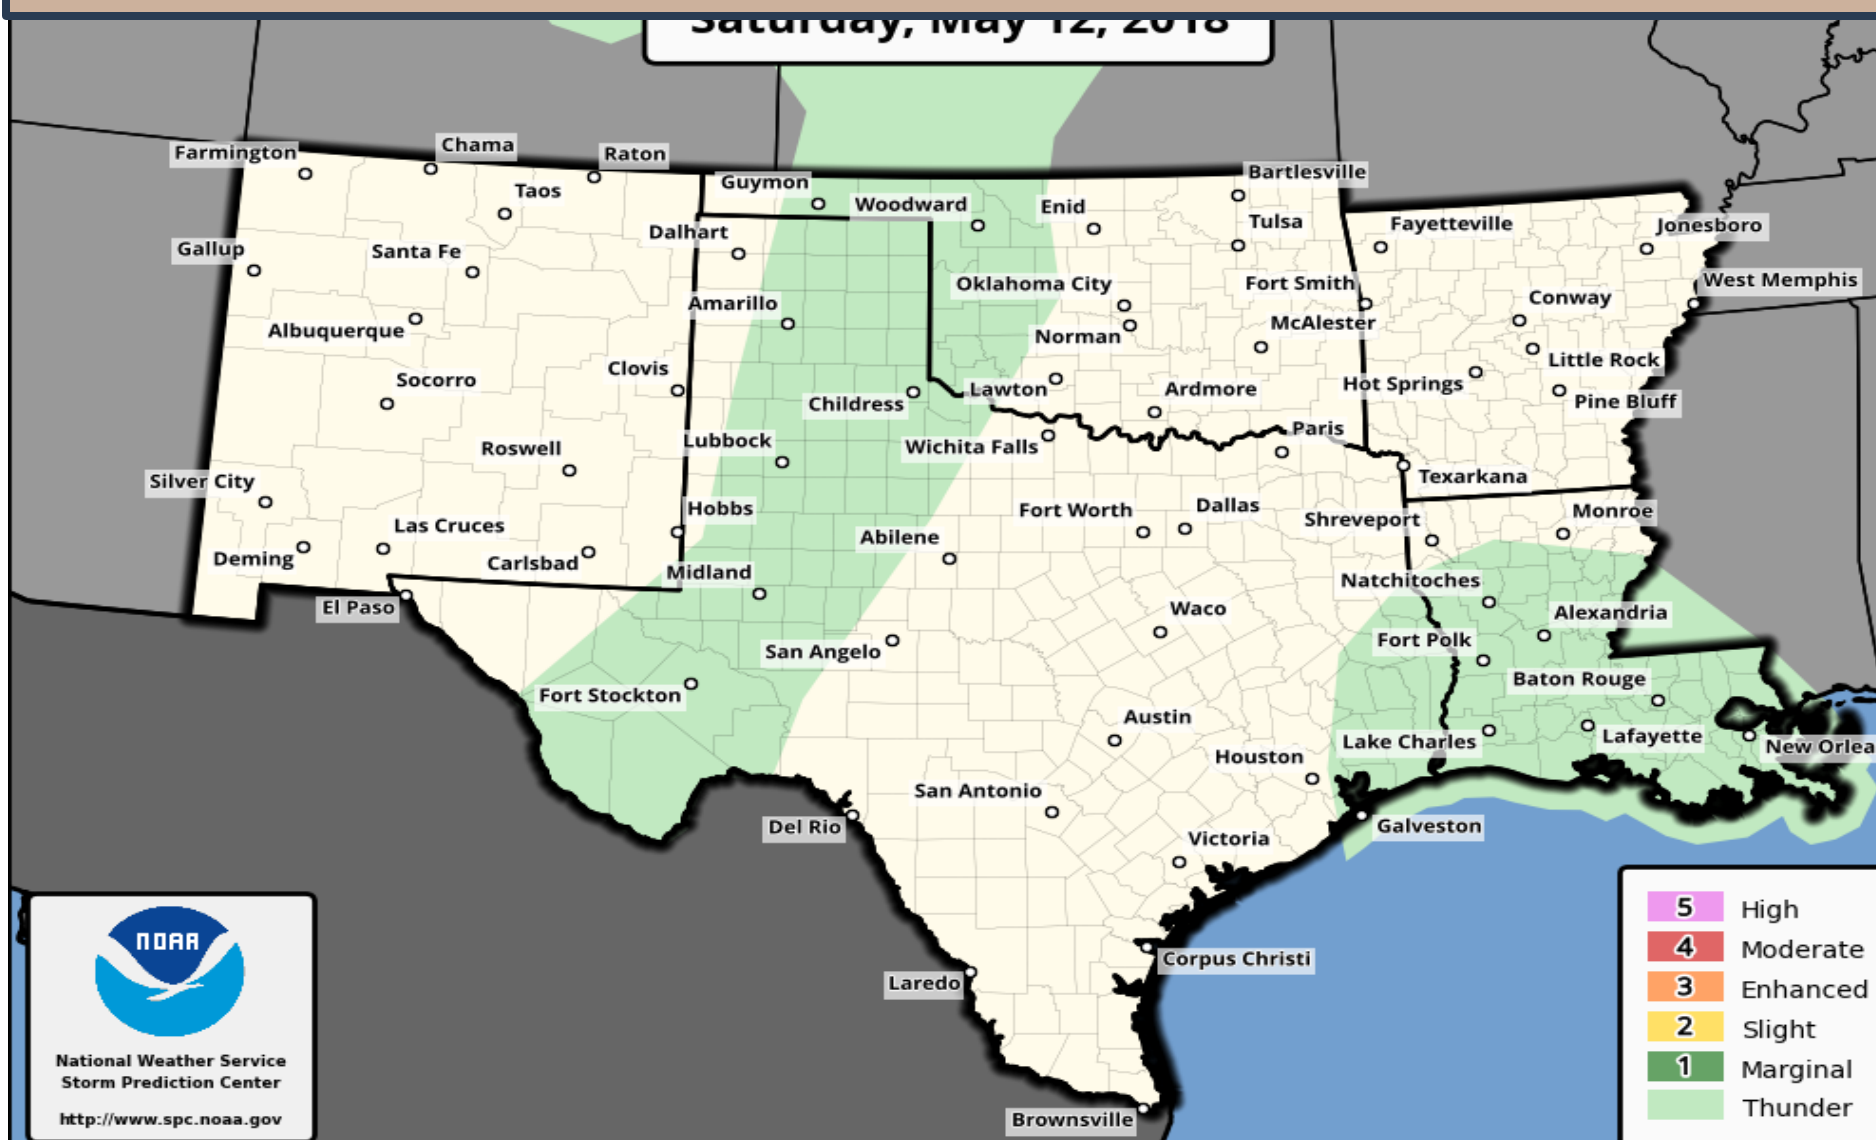 Saturday, May 12, 2018
Farmington
Chama
Raton
Taos
Guymon
Woodward
Enid
Bartlesville
Tulsa
Fayetteville
Jonesboro
Gallup
Santa Fe
Dalhart
Oklahoma City
Fort Smith
West Memphis
Albuquerque
Amarillo
Norman
McAlester
Conway
Little Rock
Socorro
Clovis
Childress
Lawton
Ardmore
Hot Springs
Pine Bluff
Roswell
Lubbock
Wichita Falls
Paris
Texarkana
Silver City
Hobbs
Fort Worth
Dallas
Shreveport
Monroe
Las Cruces
Deming
Carlsbad
Midland
Abilene
Natchitoches
El Paso
Waco
Alexandria
San Angelo
Fort Polk
Fort Stockton
Baton Rouge
Austin
Houston
Lake Charles
Lafayette
New Orlea
San Antonio
Del Rio
Victoria
Galveston
Corpus Christi
Laredo
Brownsville
NOAA
National Weather Service
Storm Prediction Center
http://www.spc.noaa.gov
5 High
4 Moderate
3 Enhanced
2 Slight
1 Marginal
Thunder